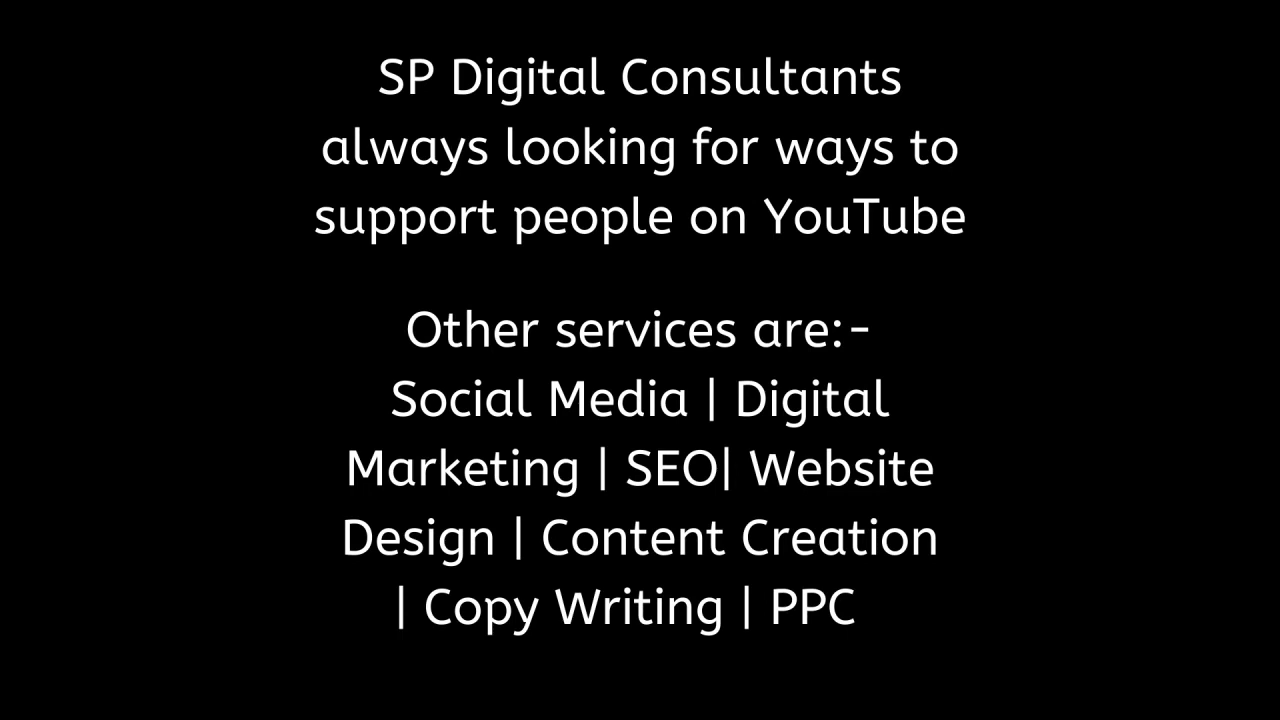 SP Digital Consultants
always looking for ways to
support people on YouTube
Other services are:-
Social Media | Digital
Marketing | SEO| Website
Design | Content Creation
| Copy Writing | PPC